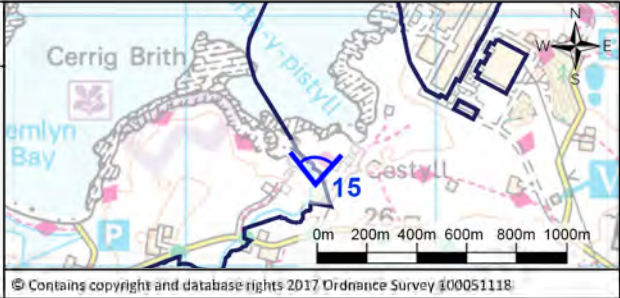 N
W E
S
Cerrig Brith
-y-pistyll
emlyn
Bay
Cestyll
15
P
V
26
0m 200m 400m 600m 800m 1000m
© Contains copyright and database rights 2017 Ordnance Survey 100051118